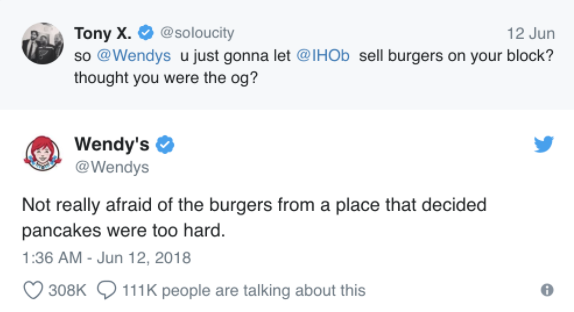 Tony X. @soloucity 12 Jun
so @Wendys u just gonna let @IHOb sell burgers on your block?
thought you were the og?
Wendy's
@Wendys
Not really afraid of the burgers from a place that decided
pancakes were too hard.
1:36 AM - Jun 12, 2018
308K 111K people are talking about this